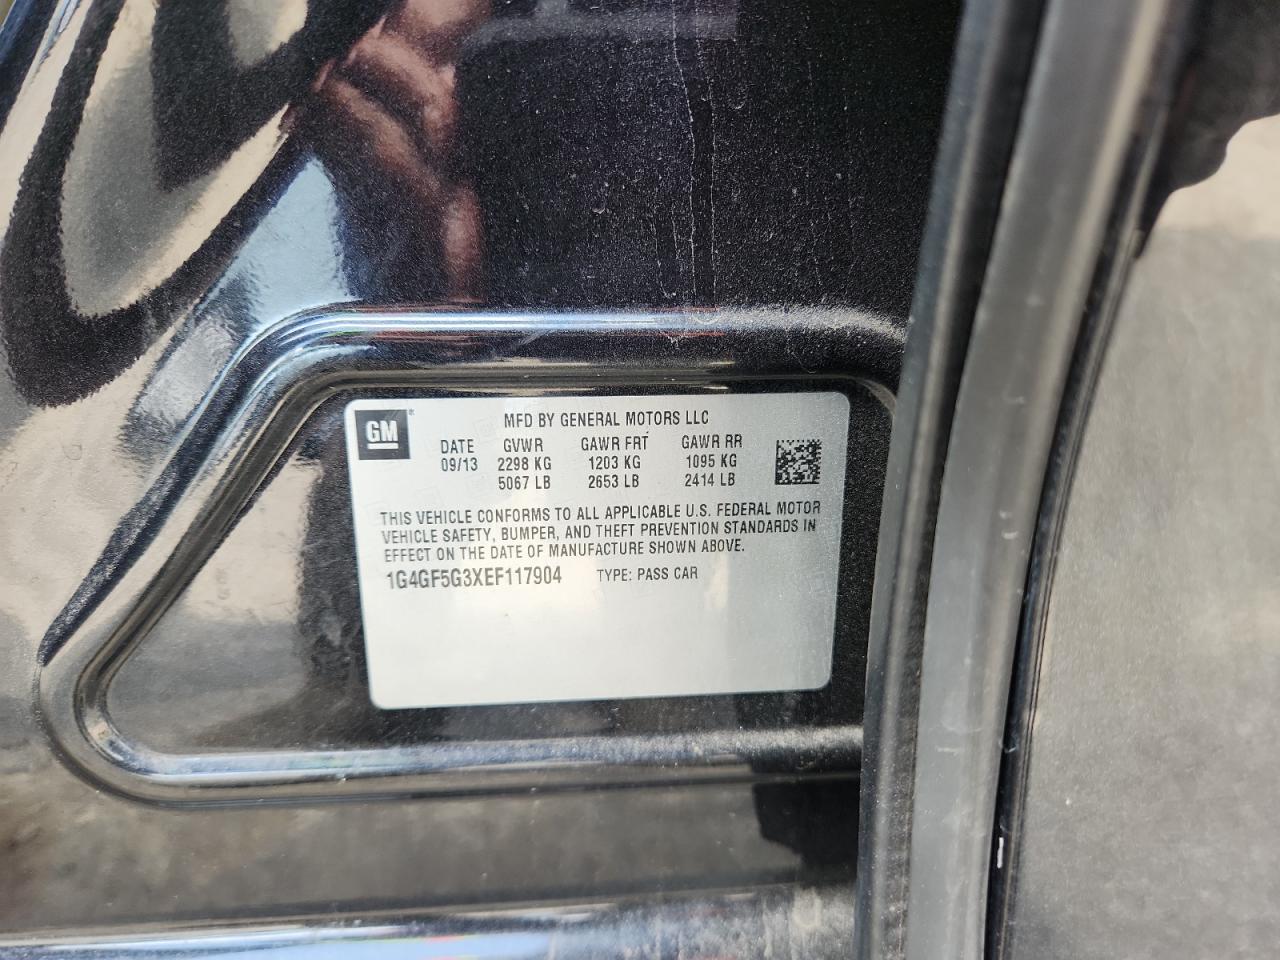 GM
MFD BY GENERAL MOTORS LLC
DATE GVWR GAWR FRT GAWR RR
09/13 2298 KG 1203 KG 1095 KG
5067 LB 2653 LB 2414 LB
THIS VEHICLE CONFORMS TO ALL APPLICABLE U.S. FEDERAL MOTOR
VEHICLE SAFETY, BUMPER, AND THEFT PREVENTION STANDARDS IN
EFFECT ON THE DATE OF MANUFACTURE SHOWN ABOVE.
1G4GF5G3XEF117904 TYPE: PASS CAR